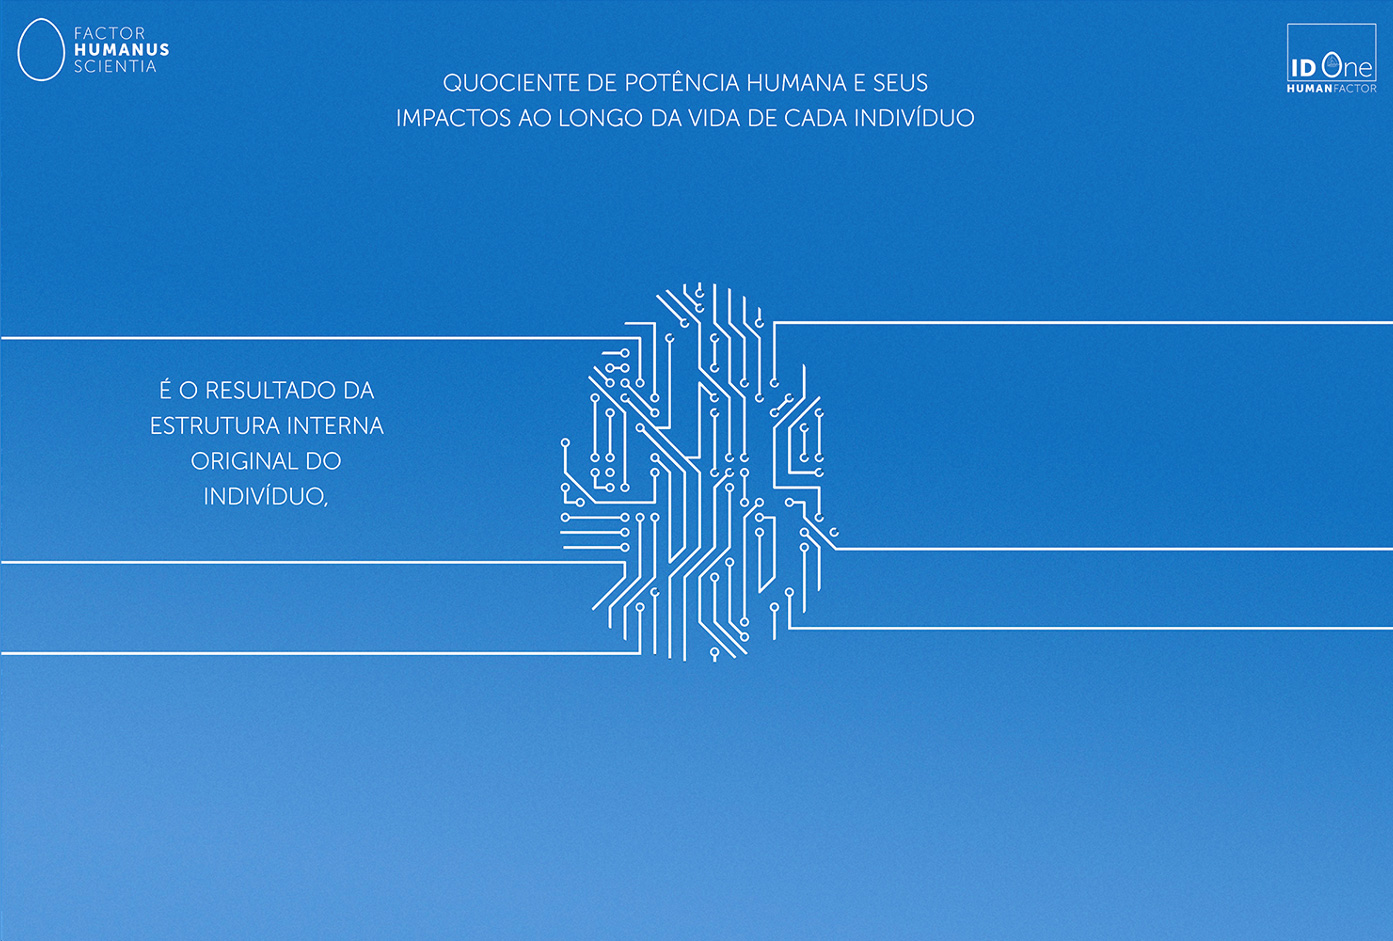 FACTOR
HUMANUS
SCIENTIA
ID One
HUMANFACTOR
QUOCIENTE DE POTÊNCIA HUMANA E SEUS
IMPACTOS AO LONGO DA VIDA DE CADA INDIVÍDUO
É O RESULTADO DA
ESTRUTURA INTERNA
ORIGINAL DO
INDIVÍDUO,